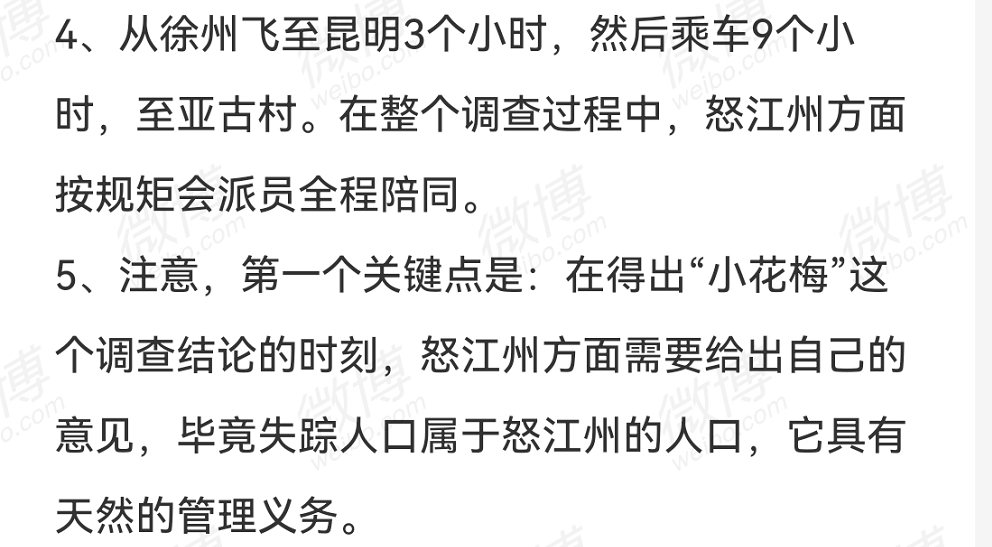 4、从徐州飞至昆明3个小时，然后乘车9个小
时，至亚古村。在整个调查过程中，怒江州方面
按规矩会派员全程陪同。
5、注意，第一个关键点是：在得出“小花梅”这
个调查结论的时刻，怒江州方面需要给出自己的
意见，毕竟失踪人口属于怒江州的人口，它具有
天然的管理义务。